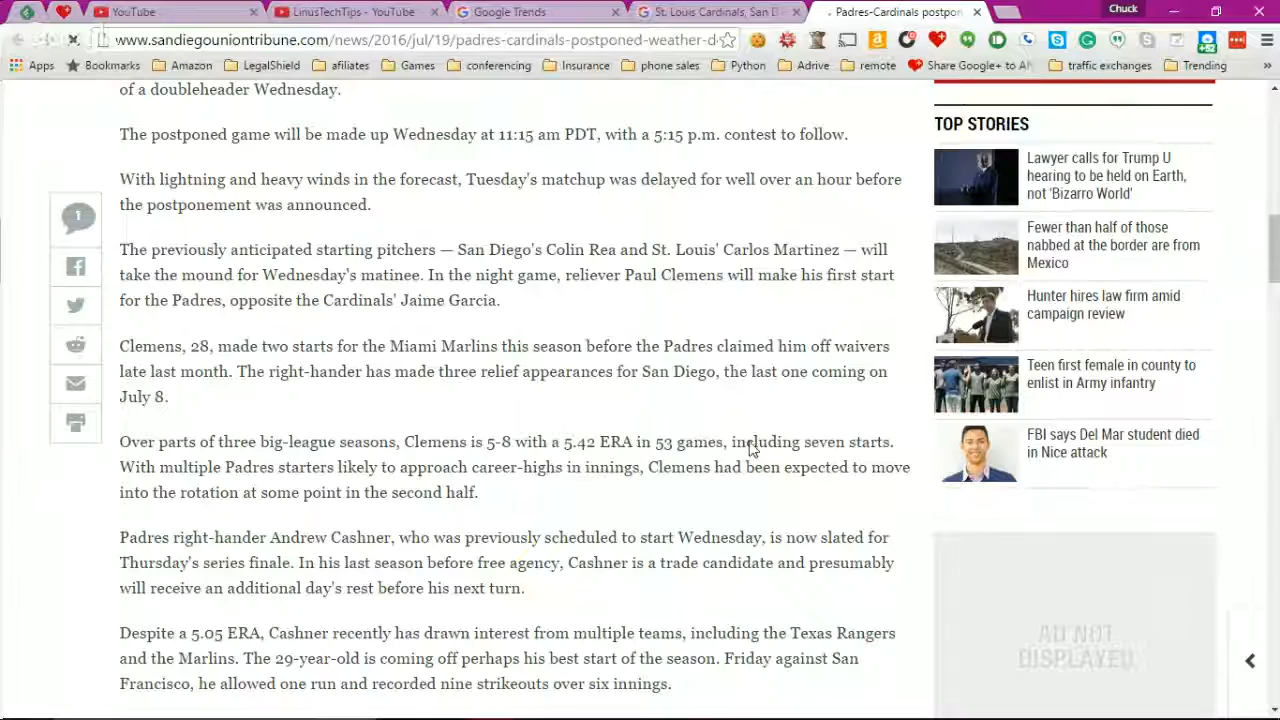 YouTube
LinusTechTips - YouTube
Google Trends
St. Louis Cardinals, San Di
Padres-Cardinals postpon
Chuck
www.sandiegouniontribune.com/news/2016/jul/19/padres-cardinals-postponed-weather-d
+52
Apps Bookmarks Amazon LegalShield afiliates Games conferencing Insurance phone sales Python Adrive remote Share Google+ to traffic exchanges Trending »
of a doubleheader Wednesday.
The postponed game will be made up Wednesday at 11:15 am PDT, with a 5:15 p.m. contest to follow.
With lightning and heavy winds in the forecast, Tuesday's matchup was delayed for well over an hour before
the postponement was announced.
The previously anticipated starting pitchers — San Diego's Colin Rea and St. Louis' Carlos Martinez — will
take the mound for Wednesday's matinee. In the night game, reliever Paul Clemens will make his first start
for the Padres, opposite the Cardinals' Jaime Garcia.
Clemens, 28, made two starts for the Miami Marlins this season before the Padres claimed him off waivers
late last month. The right-hander has made three relief appearances for San Diego, the last one coming on
July 8.
Over parts of three big-league seasons, Clemens is 5-8 with a 5.42 ERA in 53 games, including seven starts.
With multiple Padres starters likely to approach career-highs in innings, Clemens had been expected to move
into the rotation at some point in the second half.
Padres right-hander Andrew Cashner, who was previously scheduled to start Wednesday, is now slated for
Thursday's series finale. In his last season before free agency, Cashner is a trade candidate and presumably
will receive an additional day's rest before his next turn.
Despite a 5.05 ERA, Cashner recently has drawn interest from multiple teams, including the Texas Rangers
and the Marlins. The 29-year-old is coming off perhaps his best start of the season. Friday against San
Francisco, he allowed one run and recorded nine strikeouts over six innings.
1
TOP STORIES
Lawyer calls for Trump U
hearing to be held on Earth,
not 'Bizarro World'
Fewer than half of those
nabbed at the border are from
Mexico
Hunter hires law firm amid
campaign review
Teen first female in county to
enlist in Army infantry
FBI says Del Mar student died
in Nice attack
AD NOT
DISPLAYED